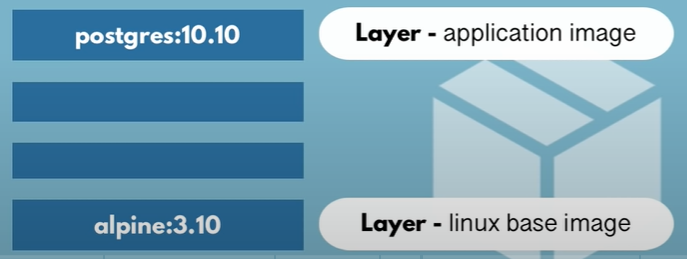 postgres:10.10
Layer - application image
alpine:3.10
Layer - linux base image